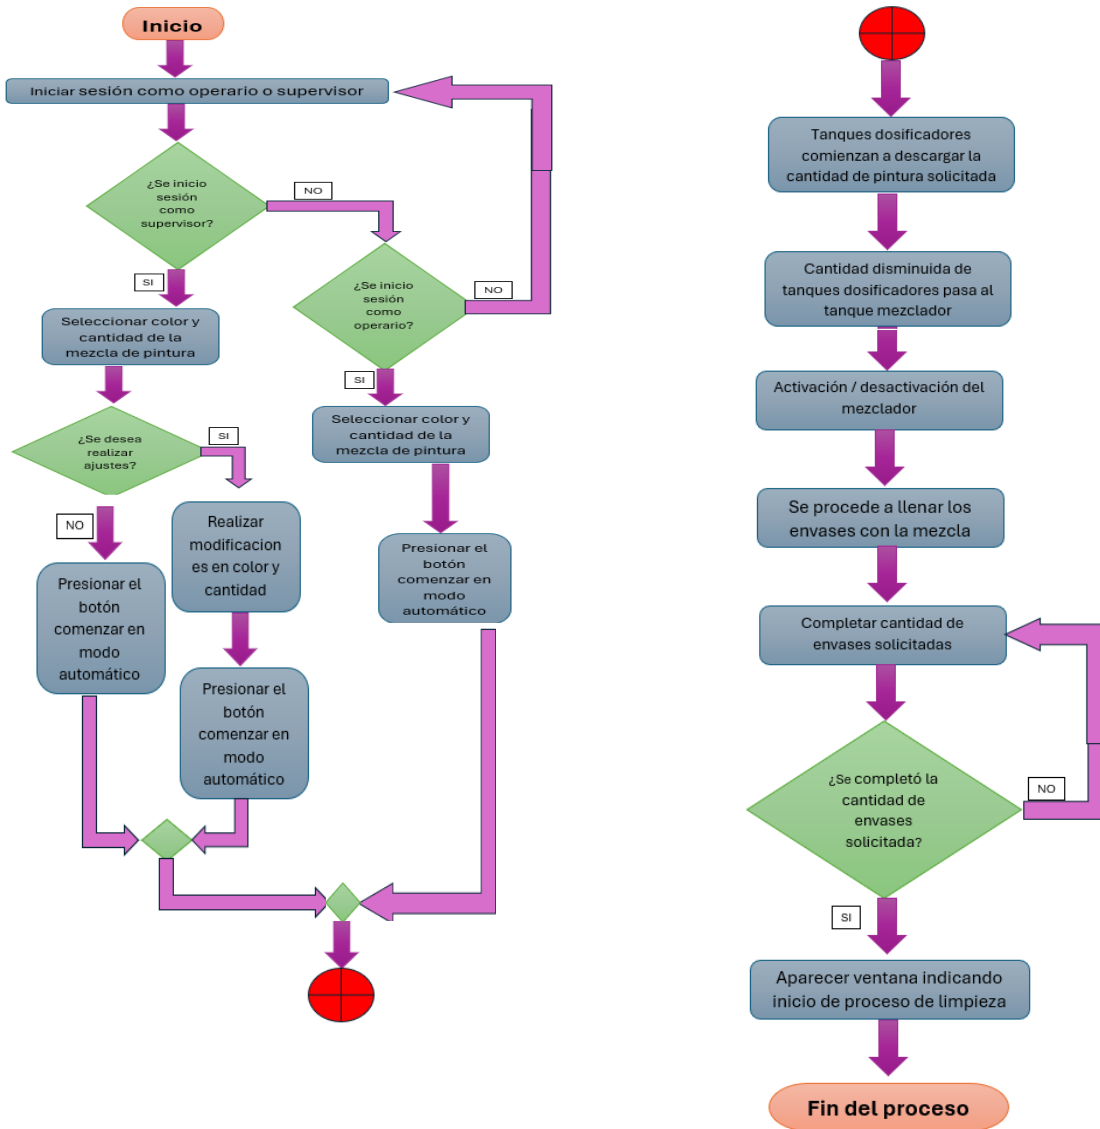 Inicio
Iniciar sesión como operario o supervisor
¿Se inicio
sesión
como
supervisor?
NO
SI
¿Se inicio
sesión
como
operario?
NO
SI
Seleccionar color y
cantidad de la
mezcla de pintura
¿Se desea
realizar
ajustes?
SI
NO
Seleccionar color y
cantidad de la
mezcla de pintura
Realizar
modificacion
es en color y
cantidad
Presionar el
botón
comenzar en
modo
automático
Presionar el
botón
comenzar en
modo
automático
Presionar el
botón
comenzar en
modo
automático
Tanques dosificadores
comienzan a descargar la
cantidad de pintura solicitada
Cantidad disminuida de
tanques dosificadores pasa al
tanque mezclador
Activación / desactivación del
mezclador
Se procede a llenar los
envases con la mezcla
Completar cantidad de
envases solicitadas
¿Se completó la
cantidad de
envases
solicitada?
NO
SI
Aparecer ventana indicando
inicio de proceso de limpieza
Fin del proceso